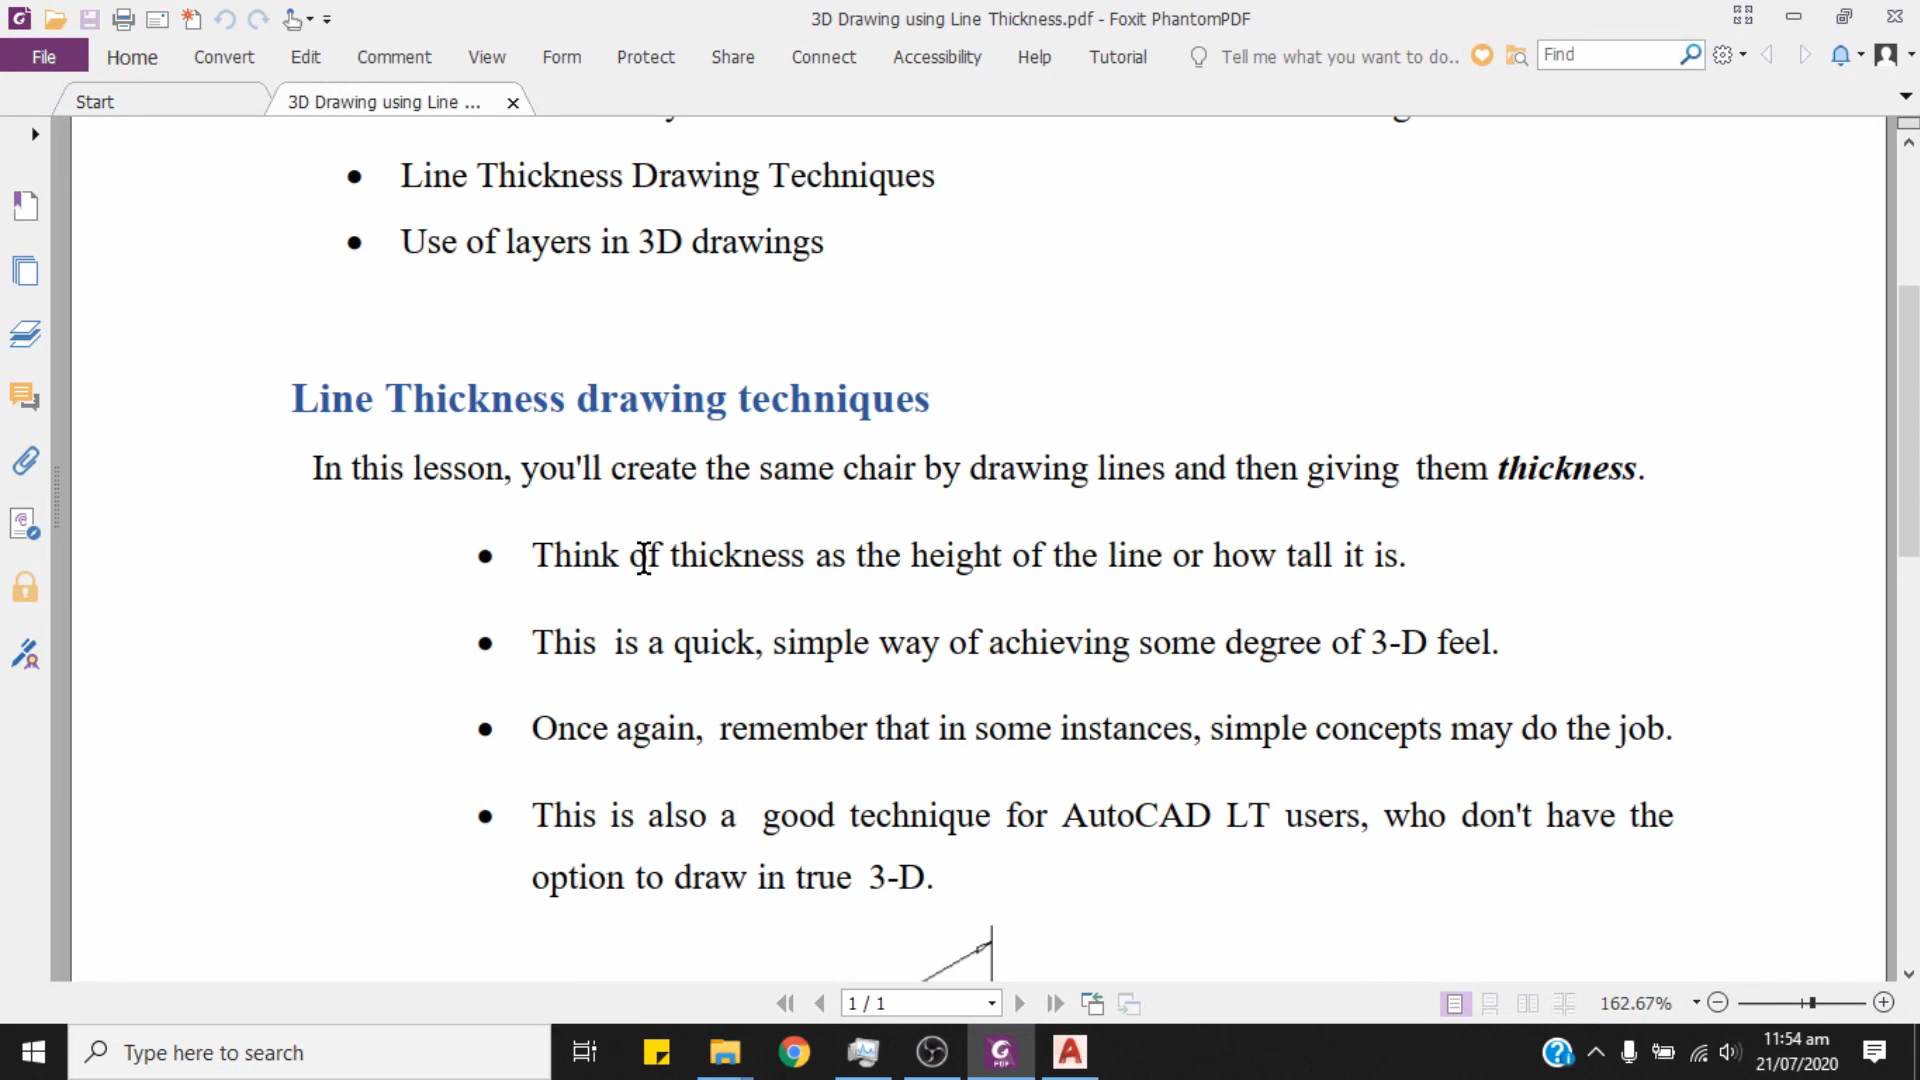 3D Drawing using Line Thickness.pdf - Foxit PhantomPDF
File Home Convert Edit Comment View Form Protect Share Connect Accessibility Help Tutorial Tell me what you want to do.. Find
Start 3D Drawing using Line ...
• Line Thickness Drawing Techniques
• Use of layers in 3D drawings
Line Thickness drawing techniques
In this lesson, you'll create the same chair by drawing lines and then giving them thickness.
• Think of thickness as the height of the line or how tall it is.
• This is a quick, simple way of achieving some degree of 3-D feel.
• Once again, remember that in some instances, simple concepts may do the job.
• This is also a good technique for AutoCAD LT users, who don't have the
option to draw in true 3-D.
1 / 1 162.67%
Type here to search
11:54 am
21/07/2020